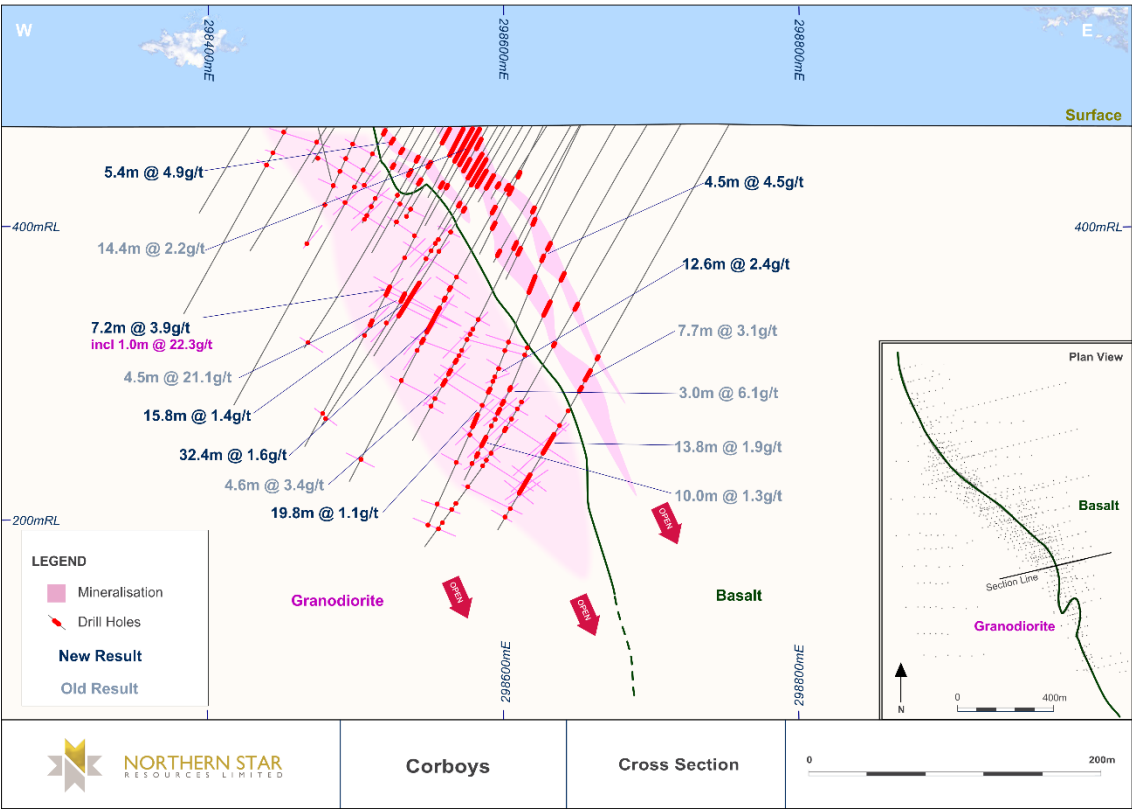 W
E
298400mE
298600mE
298800mE
Surface
5.4m @ 4.9g/t
4.5m @ 4.5g/t
400mRL
400mRL
14.4m @ 2.2g/t
12.6m @ 2.4g/t
7.2m @ 3.9g/t
incl 1.0m @ 22.3g/t
7.7m @ 3.1g/t
4.5m @ 21.1g/t
3.0m @ 6.1g/t
15.8m @ 1.4g/t
32.4m @ 1.6g/t
13.8m @ 1.9g/t
4.6m @ 3.4g/t
10.0m @ 1.3g/t
19.8m @ 1.1g/t
200mRL
OPEN
OPEN
OPEN
LEGEND
Mineralisation
Drill Holes
New Result
Old Result
Granodiorite
Basalt
298600mE
298800mE
Plan View
Basalt
Section Line
Granodiorite
N
0 400m
NORTHERN STAR
RESOURCES LIMITED
Corboys
Cross Section
0 200m